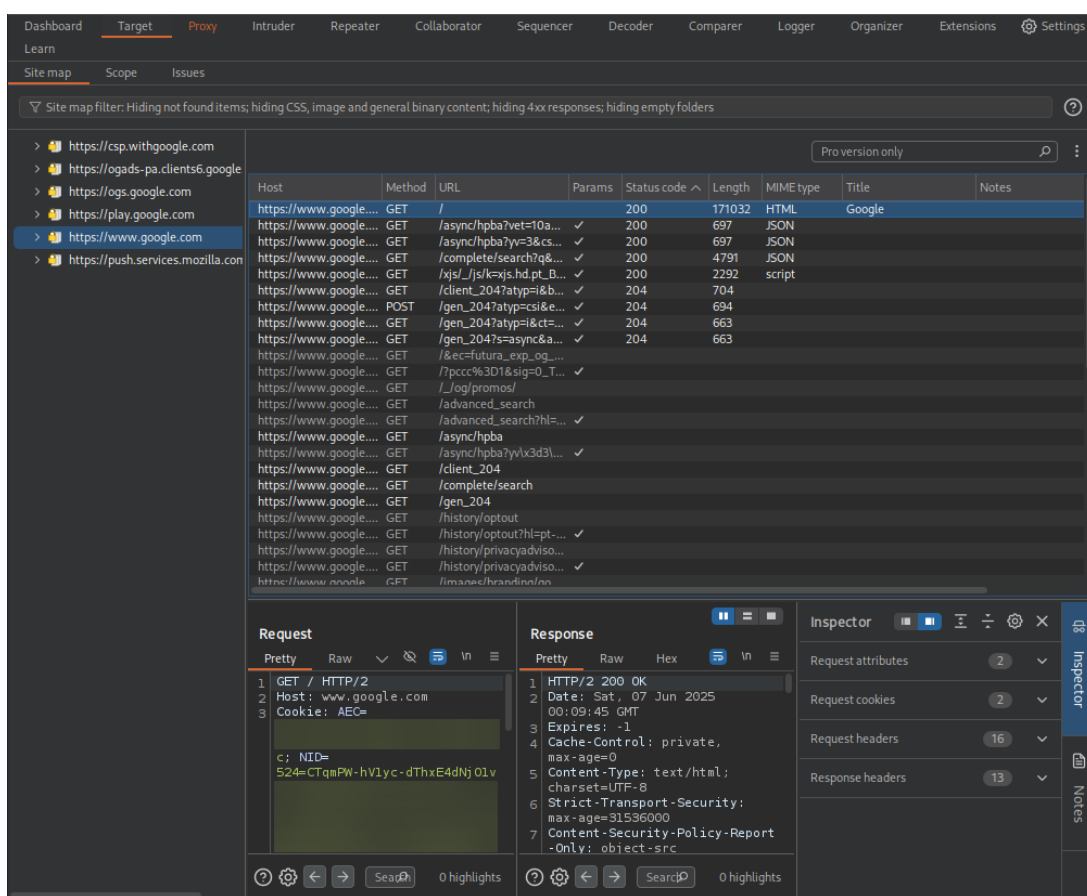 Dashboard Target Proxy Intruder Repeater Collaborator Sequencer Decoder Comparer Logger Organizer Extensions Settings
Learn
Site map Scope Issues
Site map filter: Hiding not found items; hiding CSS, image and general binary content; hiding 4xx responses; hiding empty folders
https://csp.withgoogle.com
https://ogads-pa.clients6.google
https://ogs.google.com
https://play.google.com
https://www.google.com
https://push.services.mozilla.com
Pro version only
Host Method URL Params Status code Length MIME type Title Notes
https://www.google.... GET / 200 171032 HTML Google
https://www.google.... GET /async/hpba?vet=10a... ✓ 200 697 JSON
https://www.google.... GET /async/hpba?yv=3&cs... ✓ 200 697 JSON
https://www.google.... GET /complete/search?q&... ✓ 200 4791 JSON
https://www.google.... GET /xjs/_/js/k=xjs.hd.pt_B... ✓ 200 2292 script
https://www.google.... GET /client_204?atyp=i&b... ✓ 204 704
https://www.google.... POST /gen_204?atyp=csi&e... ✓ 204 694
https://www.google.... GET /gen_204?atyp=i&ct=... ✓ 204 663
https://www.google.... GET /gen_204?s=async&a... ✓ 204 663
https://www.google.... GET /&ec=futura_exp_og_...
https://www.google.... GET /?pccc%3D1&sig=0_T... ✓
https://www.google.... GET /_/og/promos/
https://www.google.... GET /advanced_search
https://www.google.... GET /advanced_search?hl=... ✓
https://www.google.... GET /async/hpba
https://www.google.... GET /async/hpba?yv\x3d3\... ✓
https://www.google.... GET /client_204
https://www.google.... GET /complete/search
https://www.google.... GET /gen_204
https://www.google.... GET /history/optout
https://www.google.... GET /history/optout?hl=pt-... ✓
https://www.google.... GET /history/privacyadviso...
https://www.google.... GET /history/privacyadviso... ✓
https://www.google.... GET /images/branding/go...
Request
Pretty Raw \n
1 GET / HTTP/2
2 Host: www.google.com
3 Cookie: AEC=
c; NID=
524=CTqmPW-hVlyc-dThxE4dNjOlv
Search 0 highlights
Response
Pretty Raw Hex \n
1 HTTP/2 200 OK
2 Date: Sat, 07 Jun 2025
00:09:45 GMT
3 Expires: -1
4 Cache-Control: private,
max-age=0
5 Content-Type: text/html;
charset=UTF-8
6 Strict-Transport-Security:
max-age=31536000
7 Content-Security-Policy-Report
-Only: object-src
Search 0 highlights
Inspector
Request attributes 2
Request cookies 2
Request headers 16
Response headers 13
Inspector
Notes